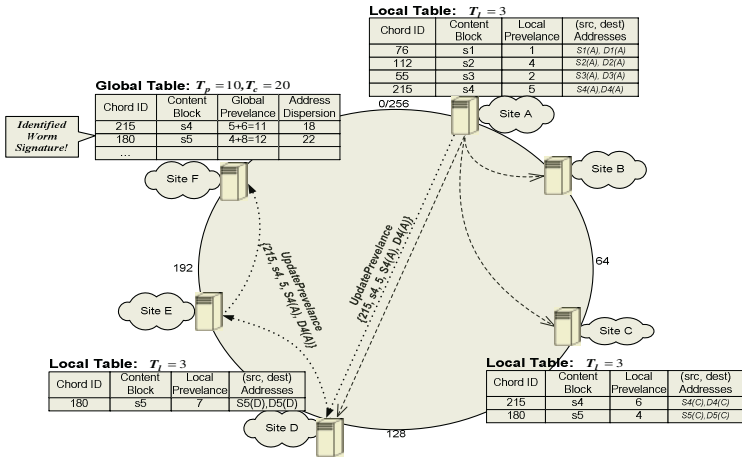 Local Table: Tl = 3
Chord ID Content Block Local Prevelance (src, dest) Addresses
76 s1 1 S1(A), D1(A)
112 s2 4 S2(A), D2(A)
55 s3 2 S3(A), D3(A)
215 s4 5 S4(A),D4(A)
Global Table: Tp = 10, Tc = 20
Chord ID Content Block Global Prevelance Address Dispersion
215 s4 5+6=11 18
180 s5 4+8=12 22
...
Identified Worm Signature!
0/256
Site A
Site B
Site F
64
192
UpdatePrevelance
{215, s4, 5, S4(A), D4(A)}
UpdatePrevelance
{215, s4, 5, S4(A), D4(A)}
Site E
Site C
Local Table: Tl = 3
Chord ID Content Block Local Prevelance (src, dest) Addresses
180 s5 7 S5(D),D5(D)
Local Table: Tl = 3
Chord ID Content Block Local Prevelance (src, dest) Addresses
215 s4 6 S4(C),D4(C)
180 s5 4 S5(C),D5(C)
Site D
128